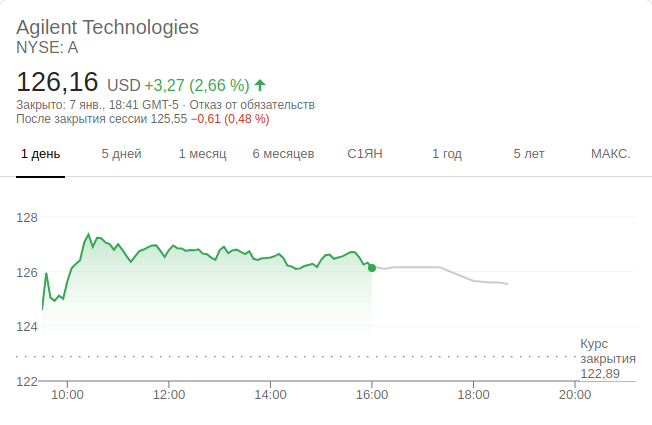 Agilent Technologies
NYSE: A
126,16 USD +3,27 (2,66 %)
Закрыто: 7 янв., 18:41 GMT-5 · Отказ от обязательств
После закрытия сессии 125,55 −0,61 (0,48 %)
1 день 5 дней 1 месяц 6 месяцев С1ЯН 1 год 5 лет МАКС.
128
126
124
Курс
закрытия
122,89
122
10:00 12:00 14:00 16:00 18:00 20:00